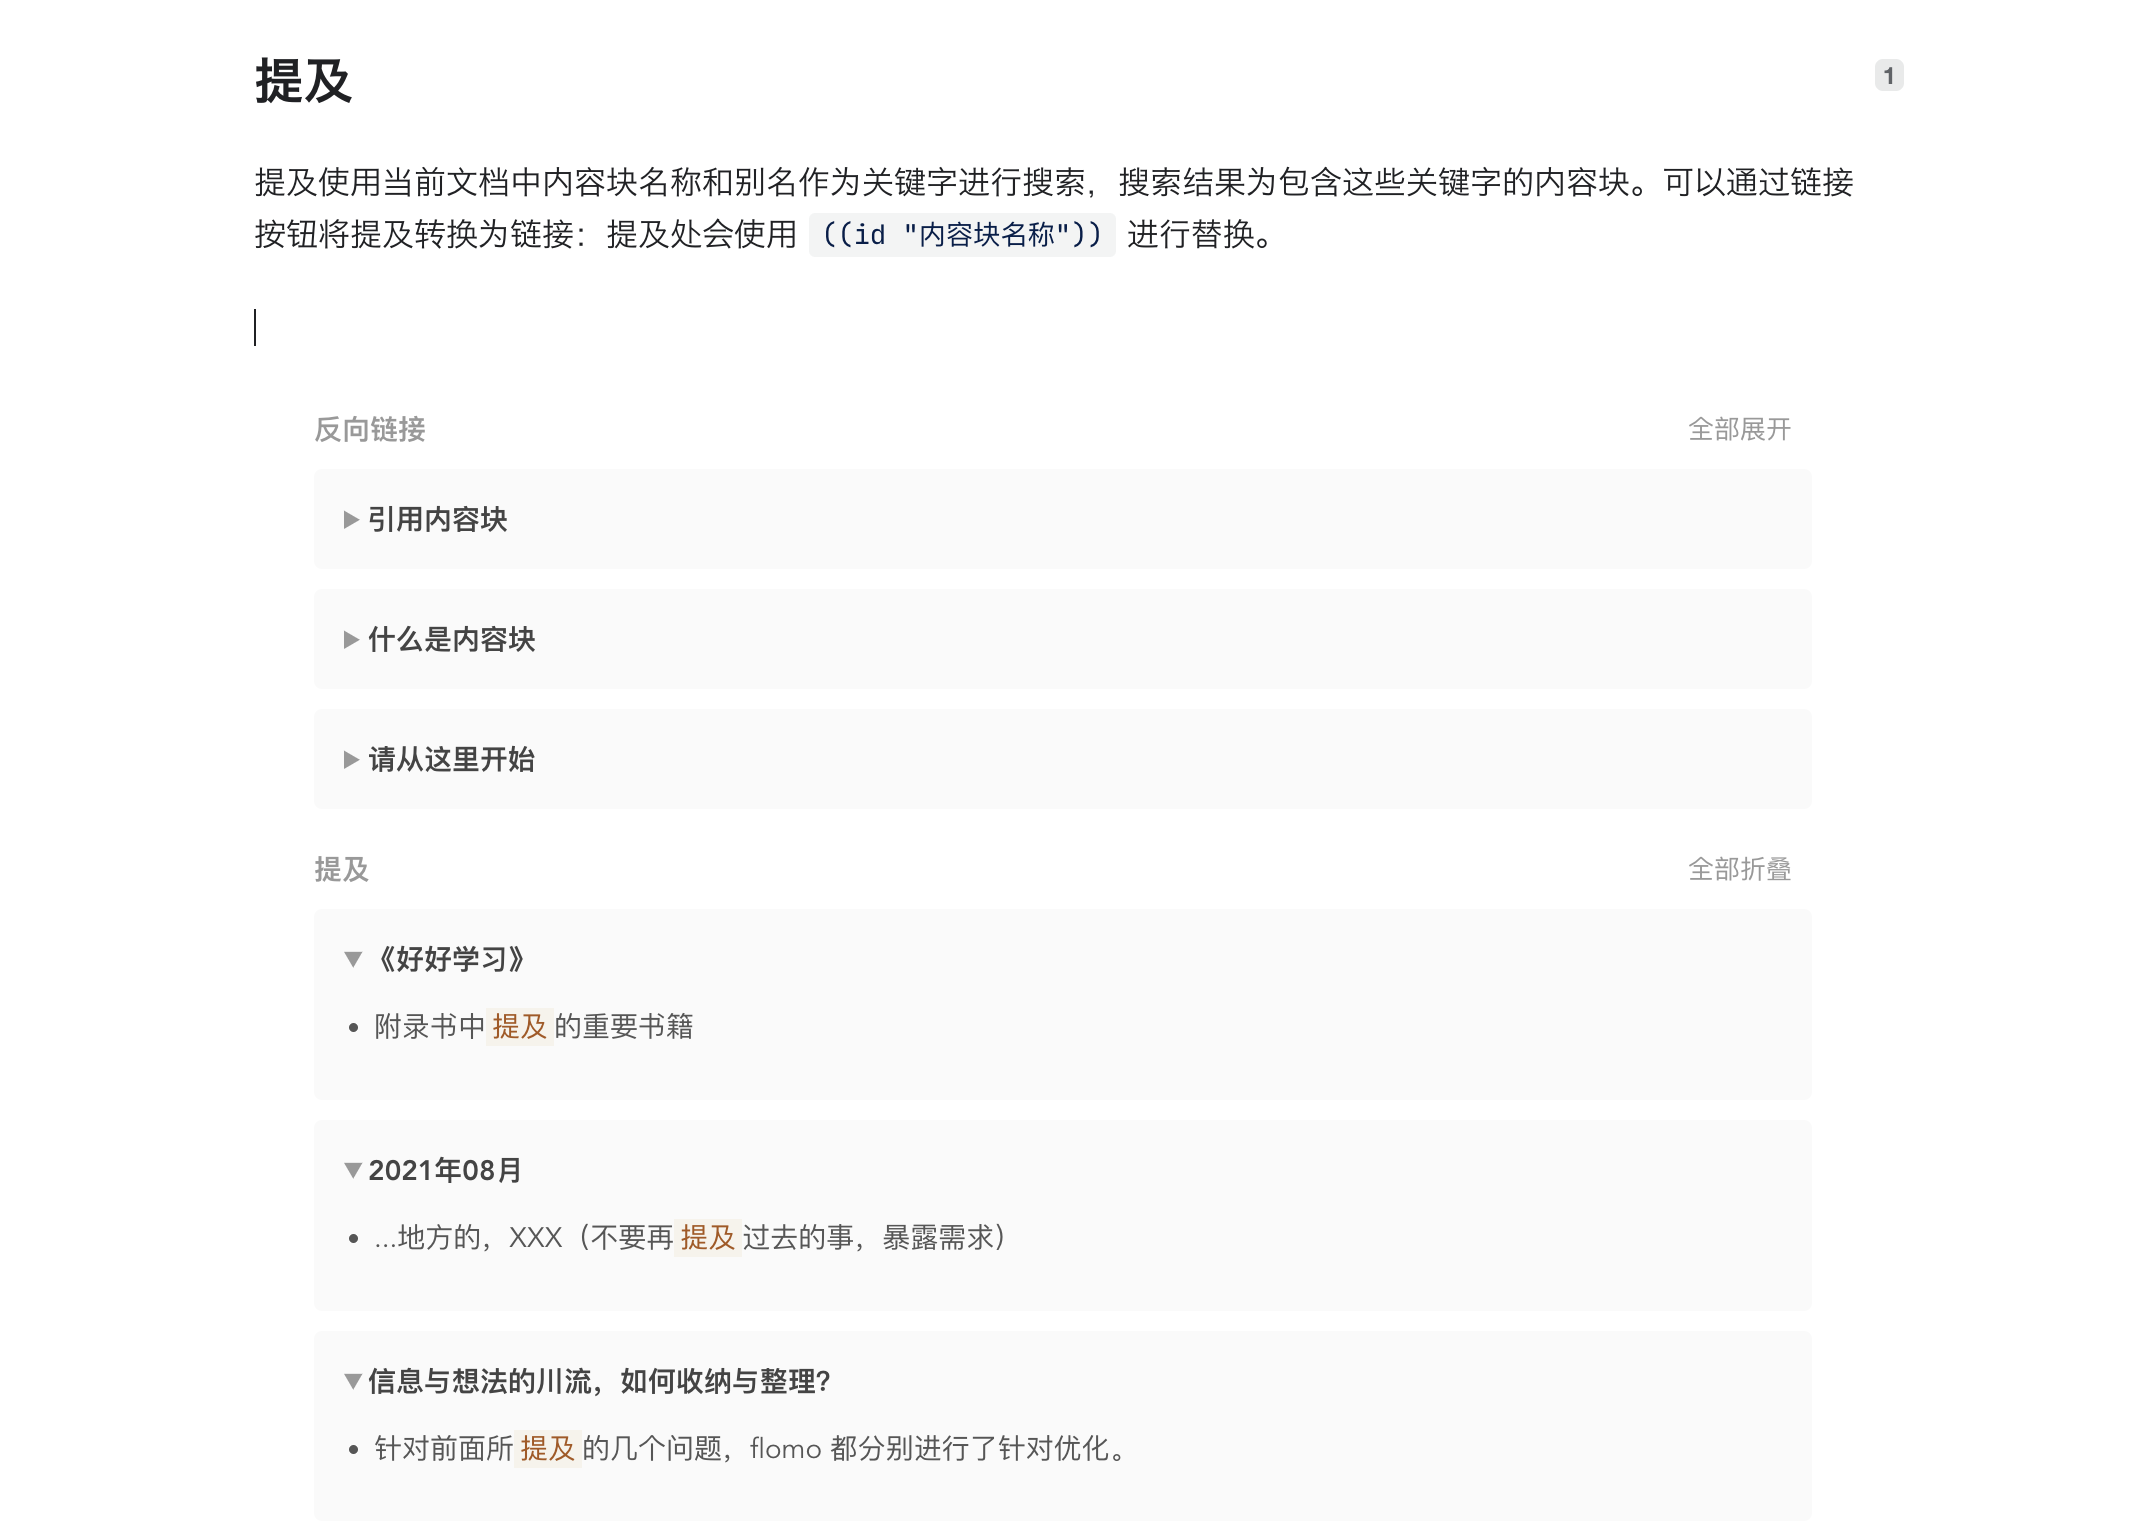 提及
1
提及使用当前文档中内容块名称和别名作为关键字进行搜索，搜索结果为包含这些关键字的内容块。可以通过链接
按钮将提及转换为链接：提及处会使用 ((id "内容块名称")) 进行替换。
反向链接 全部展开
引用内容块
什么是内容块
请从这里开始
提及 全部折叠
《好好学习》
附录书中提及的重要书籍
2021年08月
...地方的，XXX（不要再提及过去的事，暴露需求）
信息与想法的川流，如何收纳与整理?
针对前面所提及的几个问题，flomo 都分别进行了针对优化。